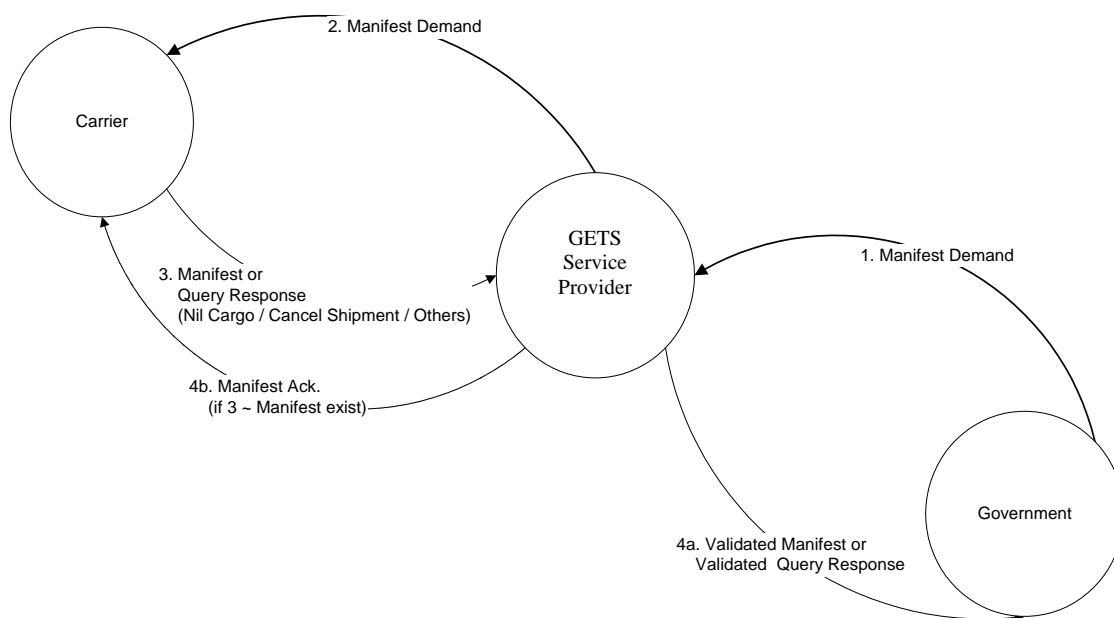 2. Manifest Demand
Carrier
GETS
Service
Provider
1. Manifest Demand
3. Manifest or
Query Response
(Nil Cargo / Cancel Shipment / Others)
4b. Manifest Ack.
(if 3 ~ Manifest exist)
Government
4a. Validated Manifest or
Validated  Query Response